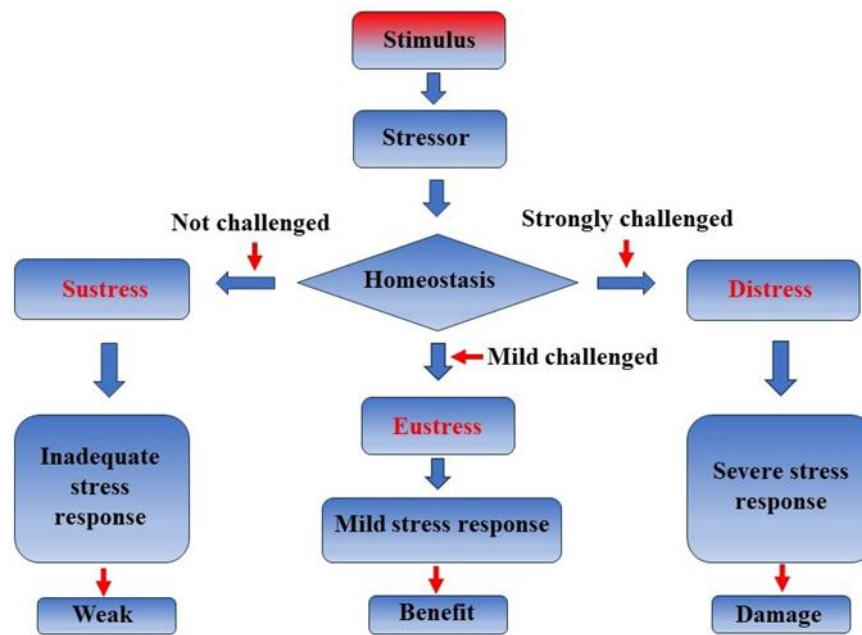 Stimulus
Stressor
Not challenged
Strongly challenged
Sustress
Homeostasis
Distress
Mild challenged
Eustress
Inadequate
stress
response
Mild stress response
Severe stress
response
Weak
Benefit
Damage